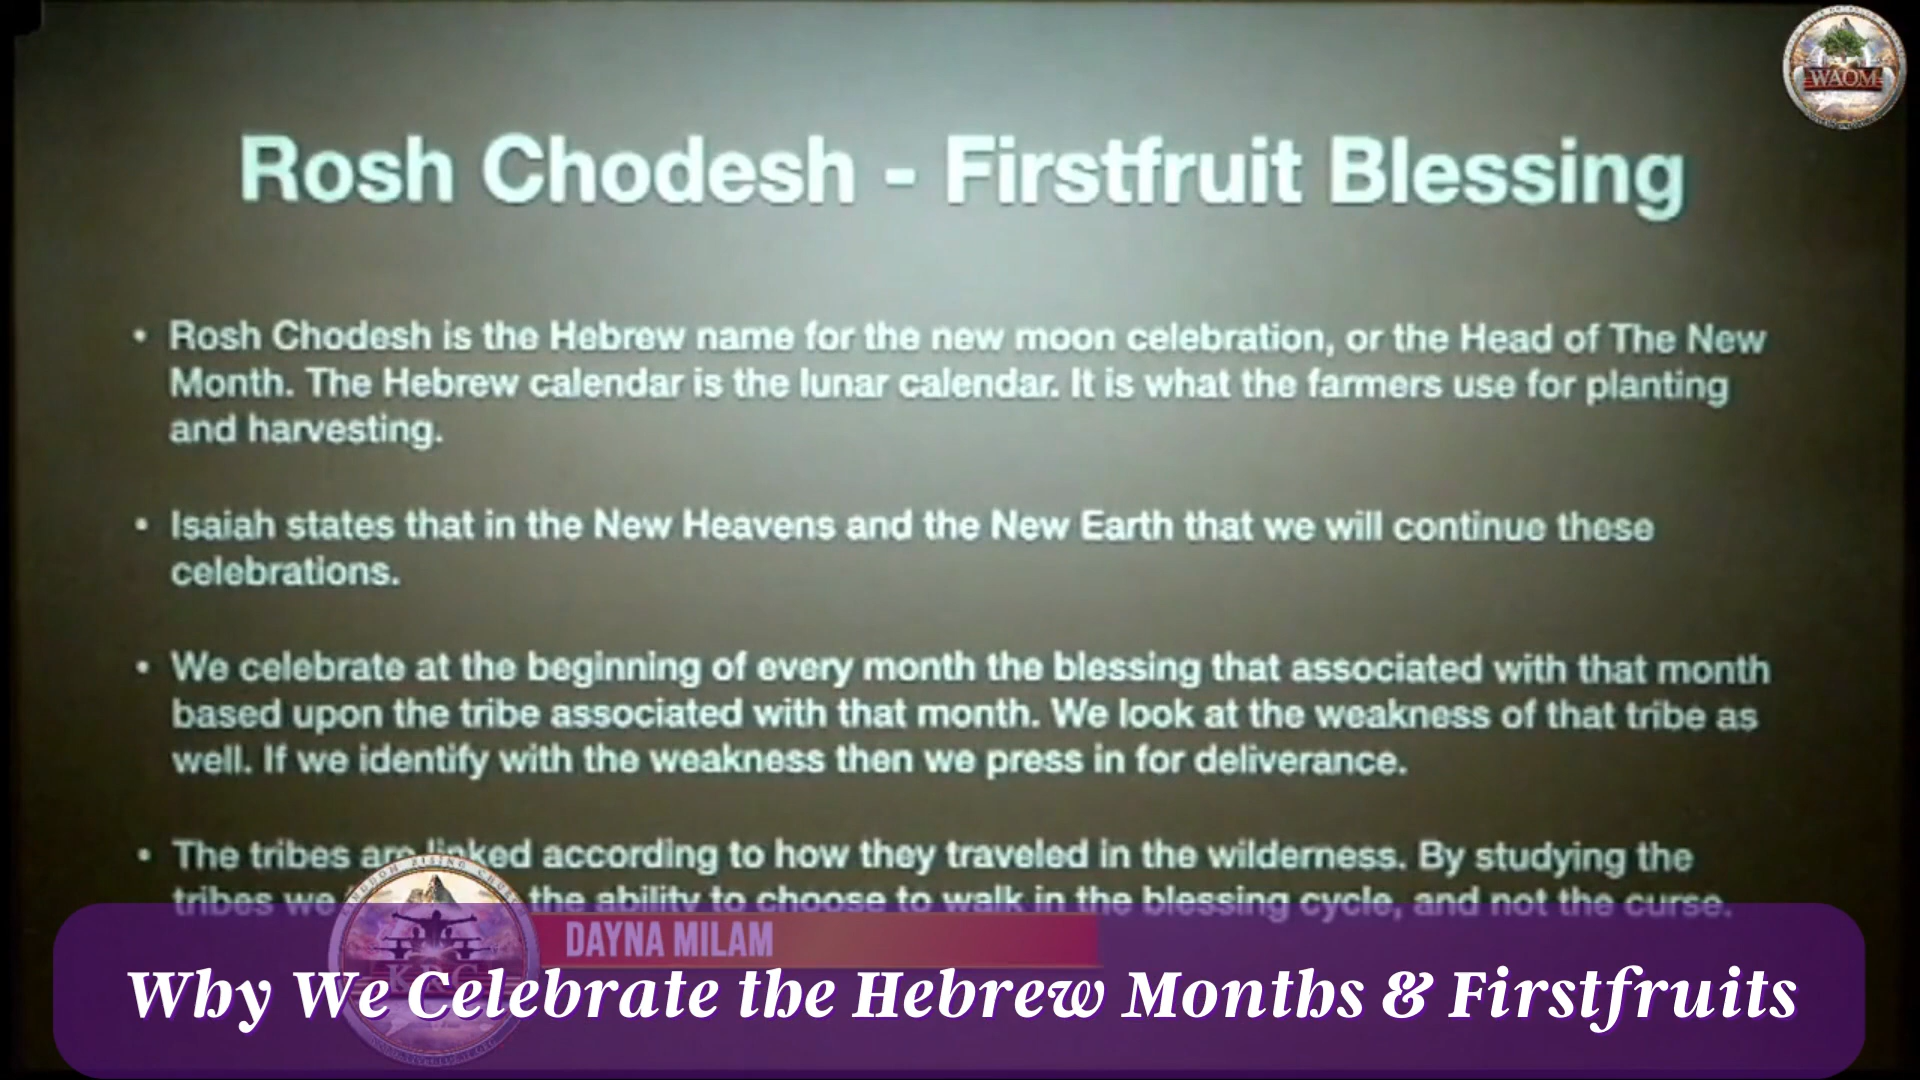 WAOM
Rosh Chodesh - Firstfruit Blessing
• Rosh Chodesh is the Hebrew name for the new moon celebration, or the Head of The New
Month. The Hebrew calendar is the lunar calendar. It is what the farmers use for planting
and harvesting.
• Isaiah states that in the New Heavens and the New Earth that we will continue these
celebrations.
• We celebrate at the beginning of every month the blessing that associated with that month
based upon the tribe associated with that month. We look at the weakness of that tribe as
well. If we identify with the weakness then we press in for deliverance.
• The tribes are linked according to how they traveled in the wilderness. By studying the
tribes we the ability to choose to walk in the blessing cycle, and not the curse.
DAYNA MILAM
Why We Celebrate the Hebrew Months & Firstfruits